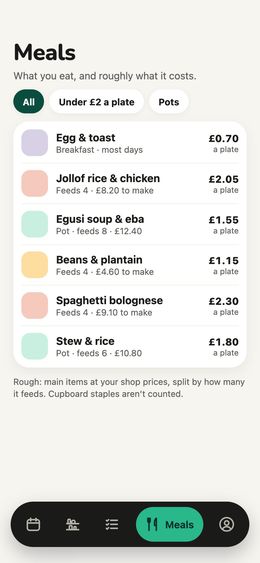 Meals
What you eat, and roughly what it costs.
All
Under £2 a plate
Pots
Egg & toast
£0.70
Breakfast · most days
a plate
Jollof rice & chicken
£2.05
Feeds 4 · £8.20 to make
a plate
Egusi soup & eba
£1.55
Pot · feeds 8 · £12.40
a plate
Beans & plantain
£1.15
Feeds 4 · £4.60 to make
a plate
Spaghetti bolognese
£2.30
Feeds 4 · £9.10 to make
a plate
Stew & rice
£1.80
Pot · feeds 6 · £10.80
a plate
Rough: main items at your shop prices, split by how many
it feeds. Cupboard staples aren't counted.
Meals